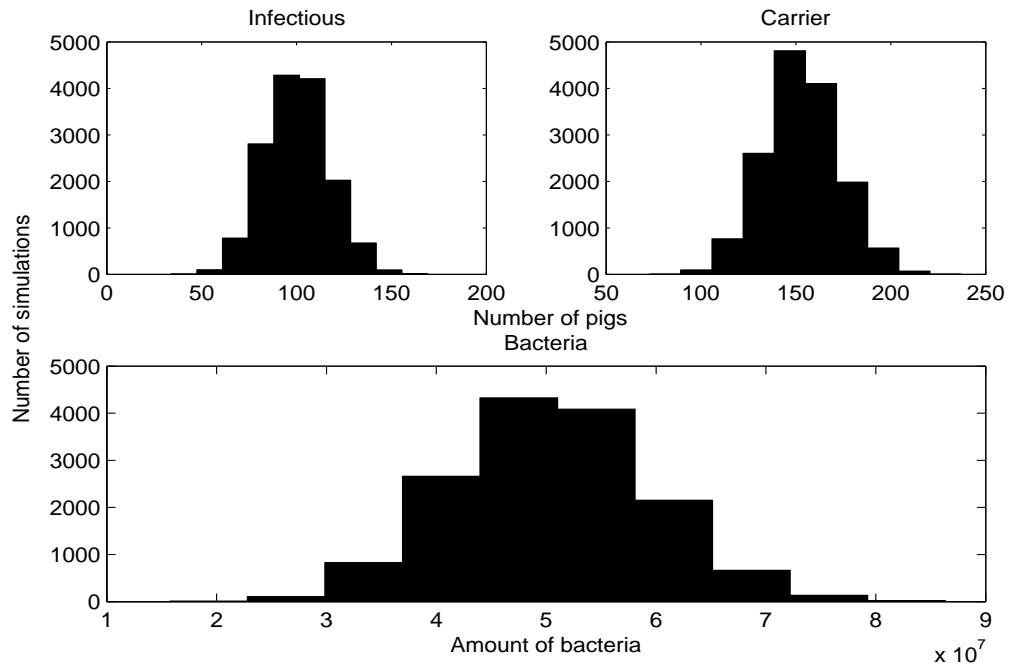 Infectious
5000
4000
3000
2000
1000
0
0 50 100 150 200
Carrier
5000
4000
3000
2000
1000
0
50 100 150 200 250
Number of pigs
Number of simulations
Bacteria
5000
4000
3000
2000
1000
0
1 2 3 4 5 6 7 8 9
Amount of bacteria
x 10⁷